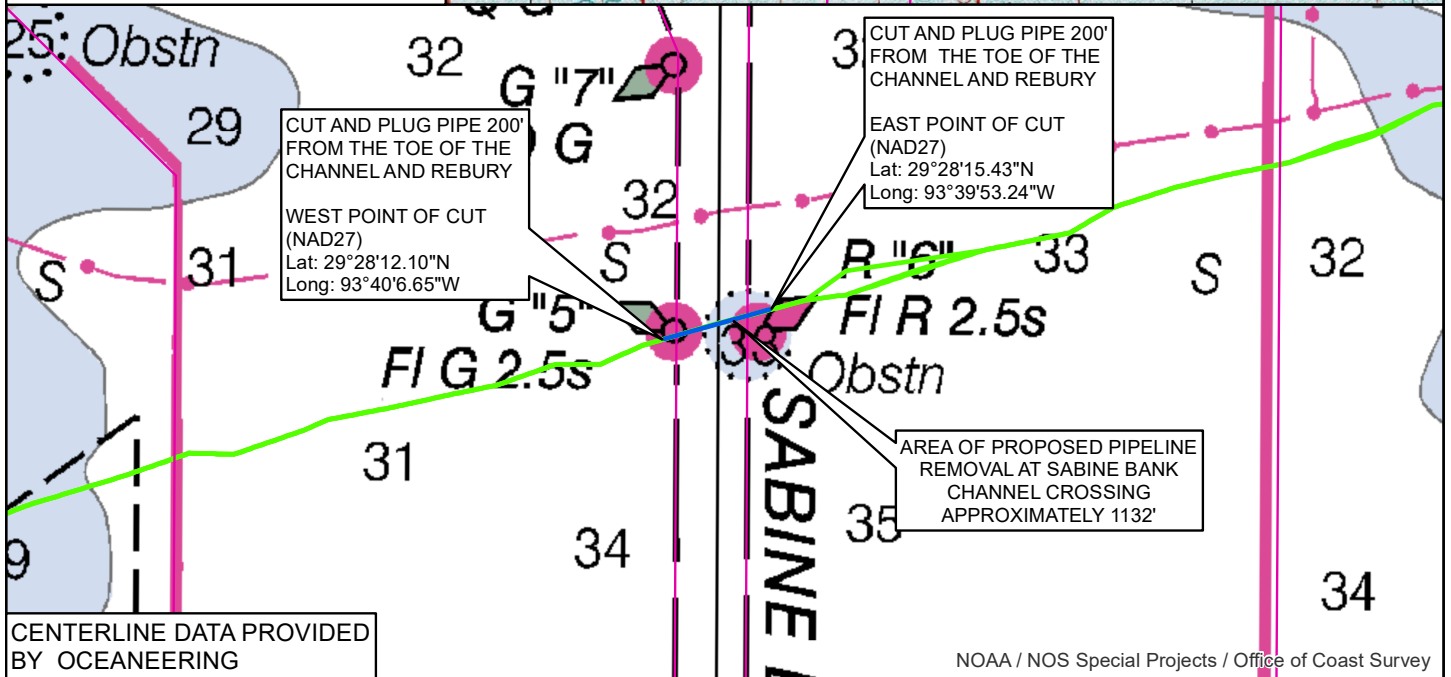 Q G
25
Obstn
32
G "7"
Q G
29
CUT AND PLUG PIPE 200'
FROM THE TOE OF THE
CHANNEL AND REBURY
WEST POINT OF CUT
(NAD27)
Lat: 29°28'12.10"N
Long: 93°40'6.65"W
CUT AND PLUG PIPE 200'
FROM THE TOE OF THE
CHANNEL AND REBURY
EAST POINT OF CUT
(NAD27)
Lat: 29°28'15.43"N
Long: 93°39'53.24"W
32
S
31
S
R "6"
33
S
32
G "5"
Fl G 2.5s
33
Fl R 2.5s
Obstn
31
SABINE
AREA OF PROPOSED PIPELINE
REMOVAL AT SABINE BANK
CHANNEL CROSSING
APPROXIMATELY 1132'
35
34
9
34
CENTERLINE DATA PROVIDED
BY OCEANEERING
NOAA / NOS Special Projects / Office of Coast Survey